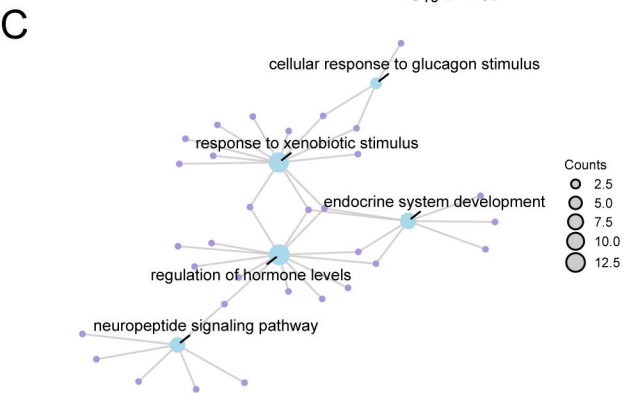 C
cellular response to glucagon stimulus
response to xenobiotic stimulus
endocrine system development
regulation of hormone levels
neuropeptide signaling pathway
Counts
2.5
5.0
7.5
10.0
12.5